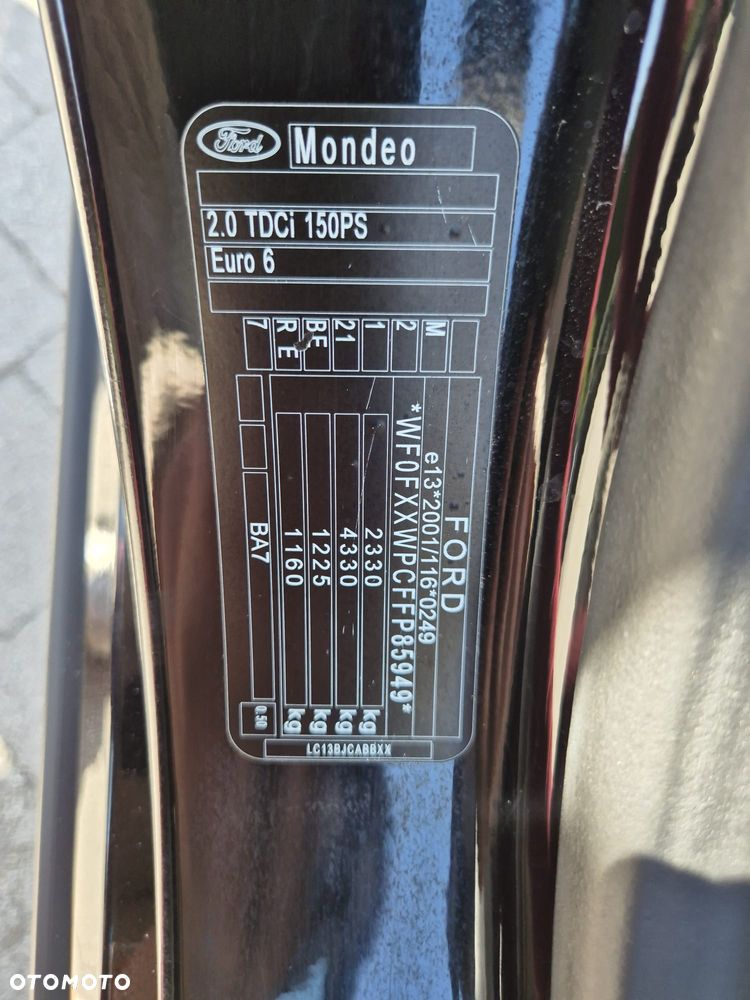 Ford
Mondeo
2.0 TDCi 150PS
Euro 6
FORD
e13*2001/116*0249
*WF0FXXWPCFFP85949*
M
2
1
2330 kg
21
4330 kg
BE
1225 kg
R E
1160 kg
7
BA7
0.50
LC13BJCABBXX
OTOMOTO